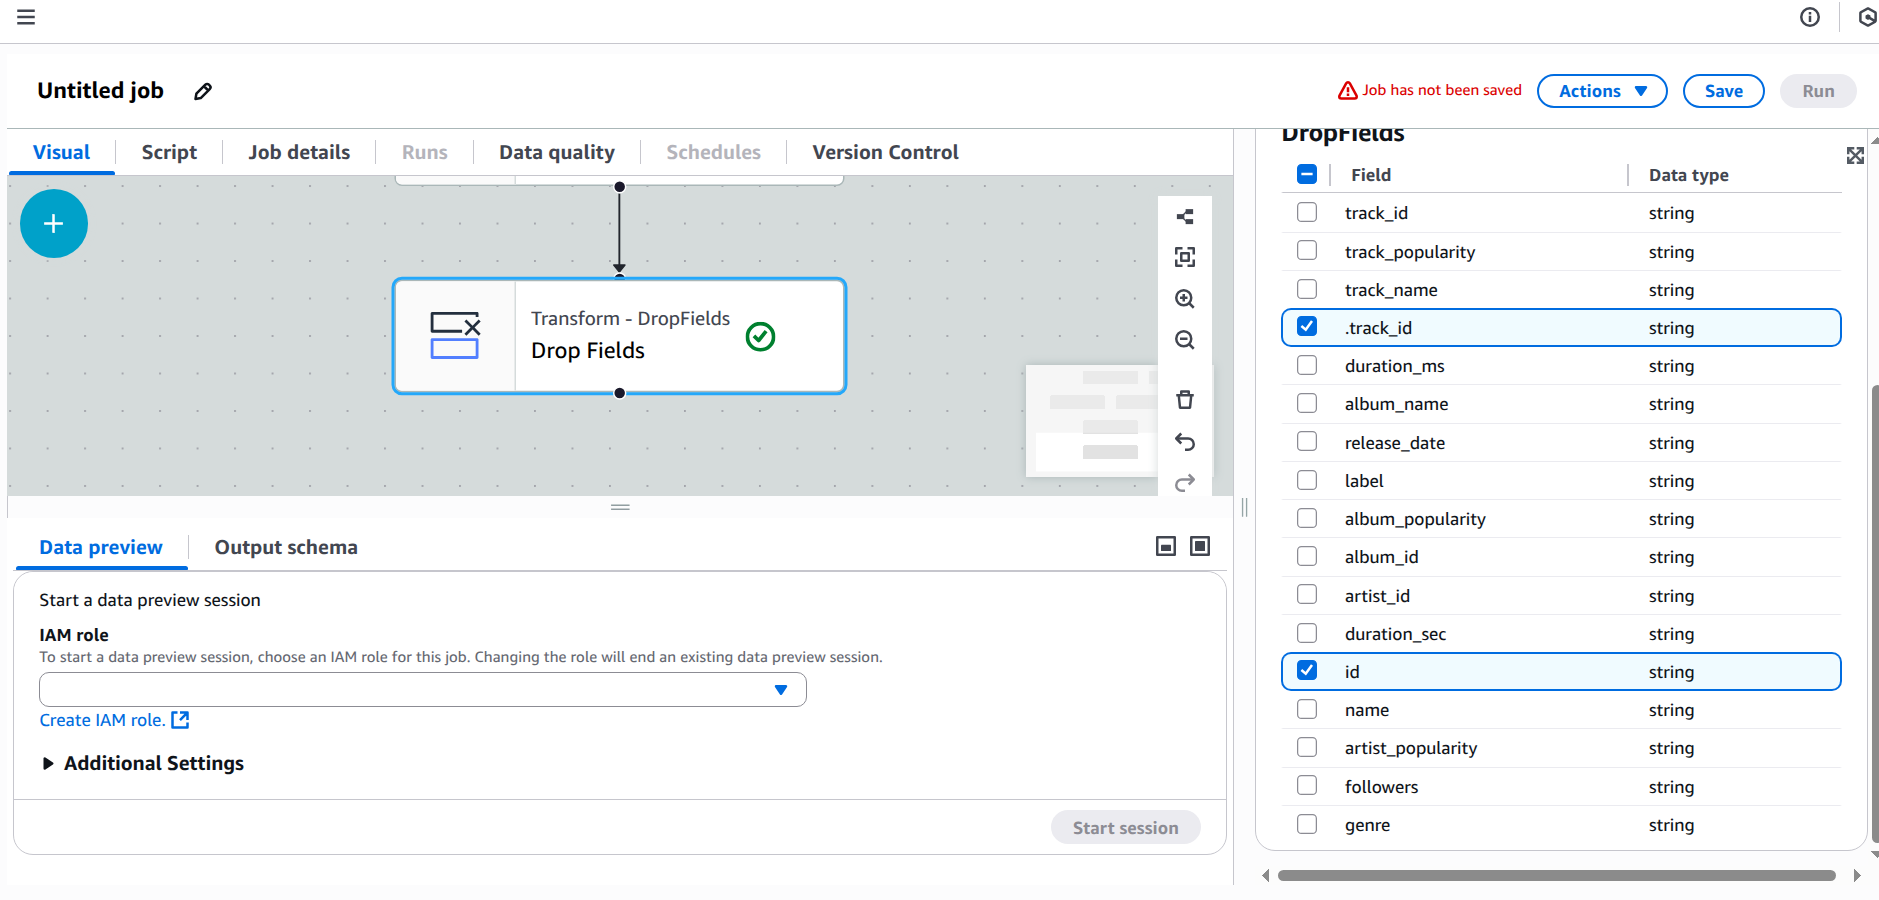 Untitled job
Job has not been saved
Actions
Save
Run
Visual
Script
Job details
Runs
Data quality
Schedules
Version Control
Transform - DropFields
Drop Fields
Data preview
Output schema
Start a data preview session
IAM role
To start a data preview session, choose an IAM role for this job. Changing the role will end an existing data preview session.
Create IAM role.
Additional Settings
Start session
DropFields
Field Data type
track_id string
track_popularity string
track_name string
.track_id string
duration_ms string
album_name string
release_date string
label string
album_popularity string
album_id string
artist_id string
duration_sec string
id string
name string
artist_popularity string
followers string
genre string